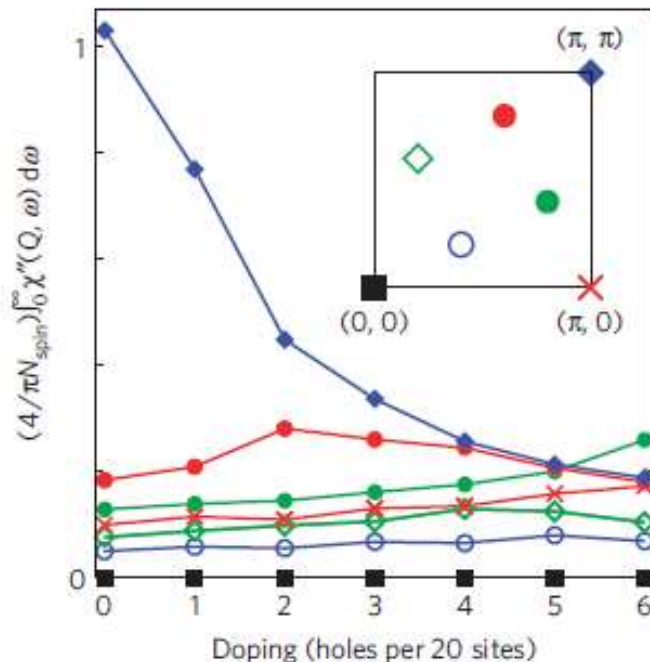 1
(π, π)
(0, 0)
(π, 0)
(4/πN_spin)∫₀^∞ χ″(Q, ω) dω
0
0 1 2 3 4 5 6
Doping (holes per 20 sites)